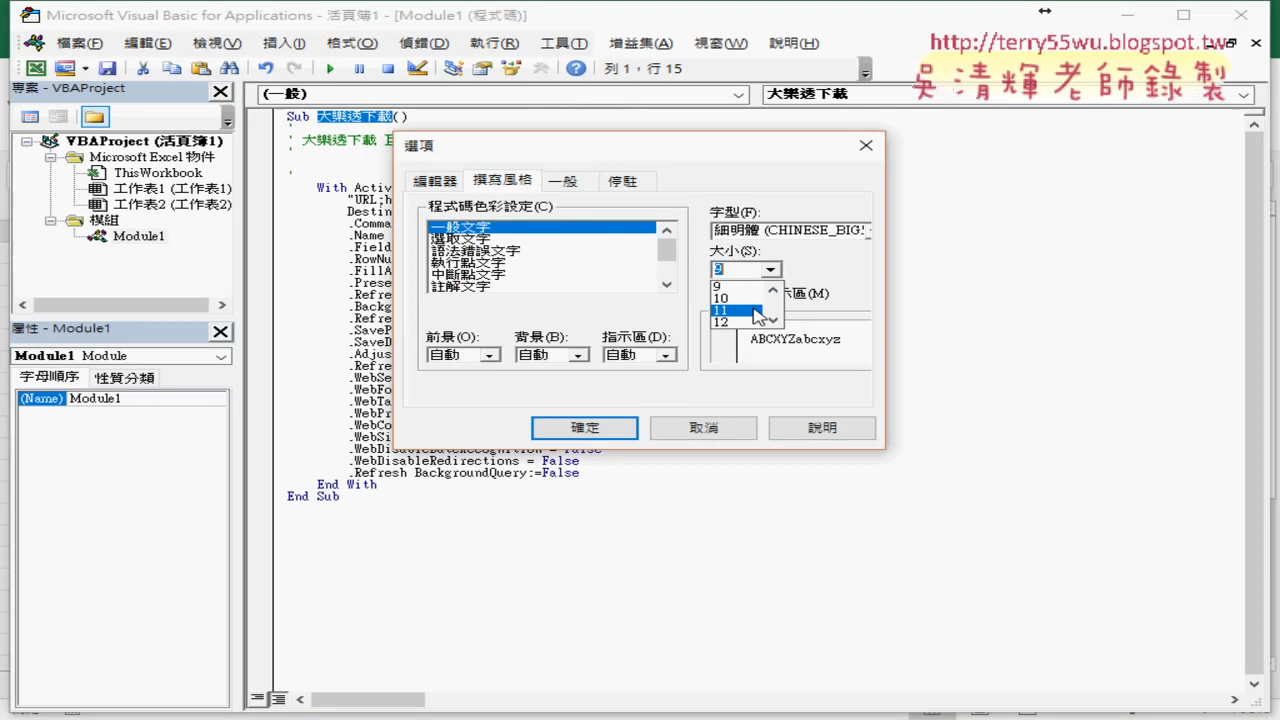 Microsoft Visual Basic for Applications - 活頁簿1 - [Module1 (程式碼)]
http://terry55wu.blogspot.tw
吳清輝老師錄製
檔案(F) 編輯(E) 檢視(V) 插入(I) 格式(O) 偵錯(D) 執行(R) 工具(T) 增益集(A) 視窗(W) 說明(H)
列 1, 行 15
專案 - VBAProject
(一般) 大樂透下載
VBAProject (活頁簿1)
Microsoft Excel 物件
ThisWorkbook
工作表1 (工作表1)
工作表2 (工作表2)
模組
Module1
屬性 - Module1
Module1 Module
字母順序 性質分類
(Name) Module1
Sub 大樂透下載()
'
' 大樂透下載
'
With Activ
"URL;h
Destin
.Comma
.Name
.Field
.RowNu
.FillA
.Prese
.Refre
.Backg
.Refre
.SaveP
.SaveD
.Adjus
.Refre
.WebSe
.WebFo
.WebTa
.WebPr
.WebCo
.WebSi
.WebDisableRedirections = False
.Refresh BackgroundQuery:=False
End With
End Sub
選項
編輯器 撰寫風格 一般 停駐
程式碼色彩設定(C)
一般文字
選取文字
語法錯誤文字
執行點文字
中斷點文字
註解文字
前景(O): 背景(B): 指示區(D):
自動 自動 自動
字型(F):
細明體 (CHINESE_BIG
大小(S):
9
9
10
11
12
示區(M)
ABCXYZabcxyz
確定 取消 說明